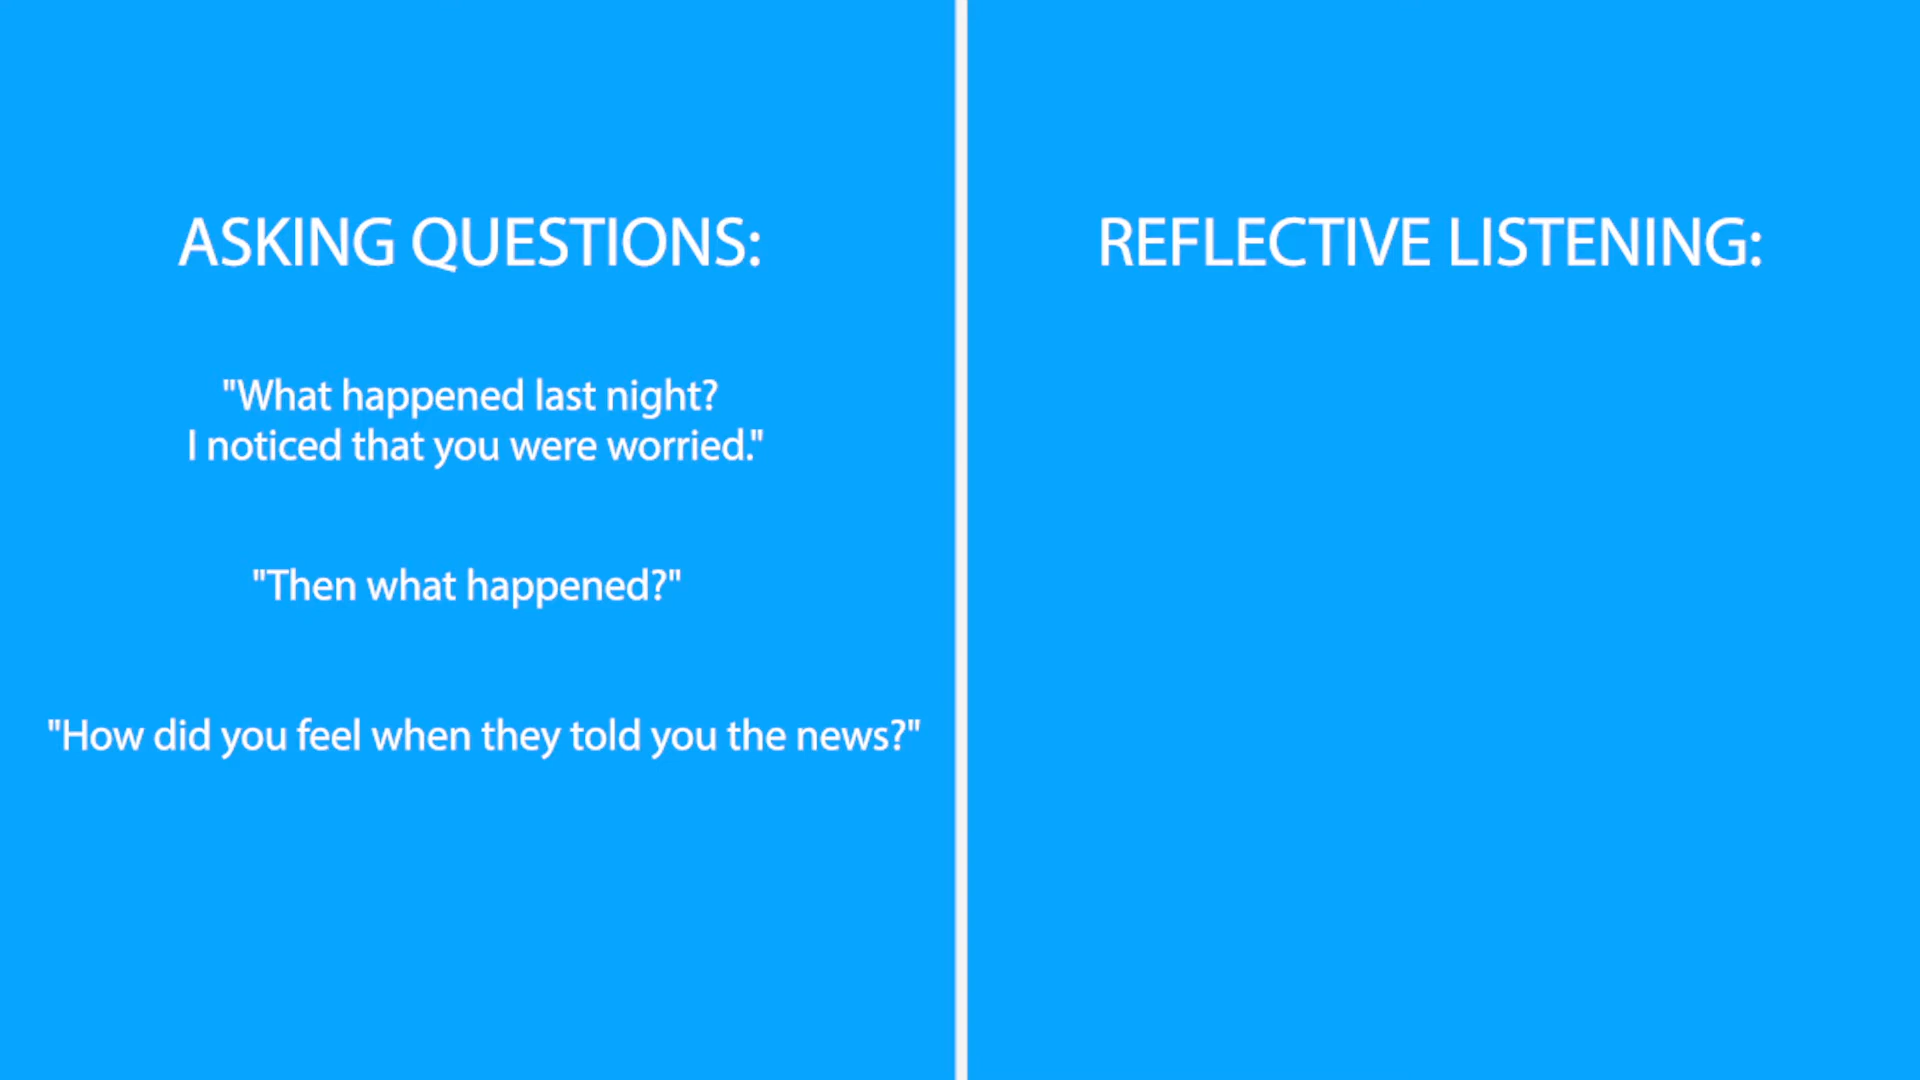 ASKING QUESTIONS:
"What happened last night?
I noticed that you were worried."
"Then what happened?"
"How did you feel when they told you the news?"
REFLECTIVE LISTENING: